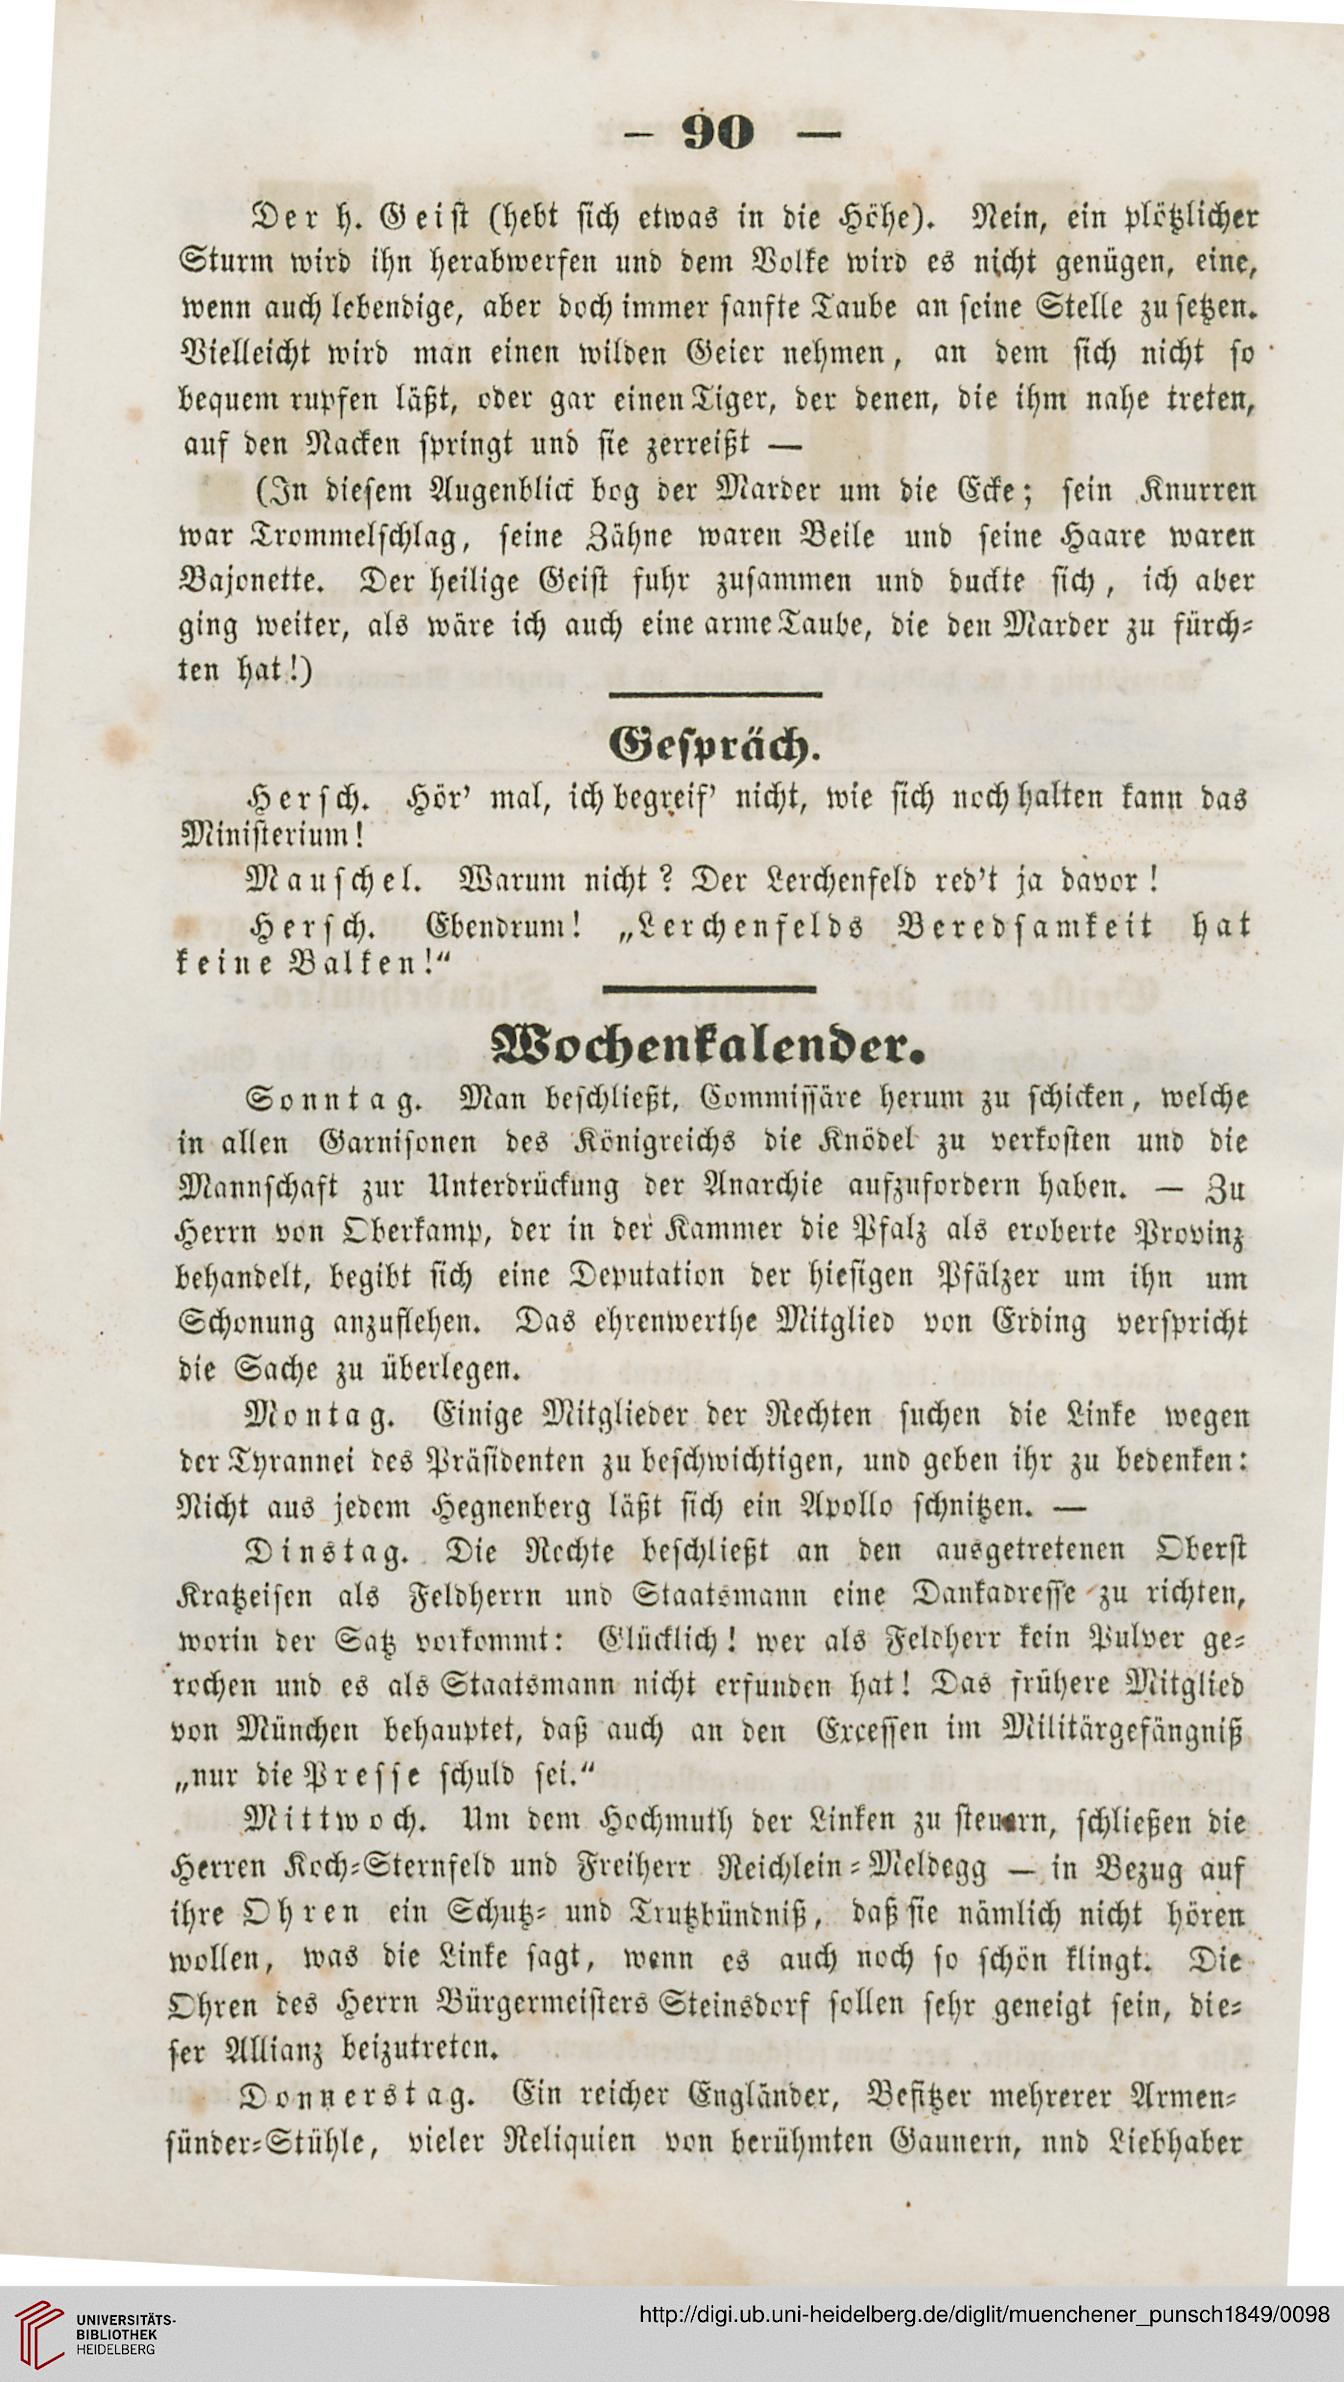 – 90 —
Der h. Geist (hebt sich etwas in die Höhe). Nein, ein plötzlicher
Sturm wird ihn herabwerfen und dem Volke wird es nicht genügen, eine,
wenn auch lebendige, aber doch immer sanfte Taube an seine Stelle zu setzen.
Vielleicht wird man einen wilden Geier nehmen, an dem sich nicht so
bequem rupfen läßt, oder gar einen Tiger, der denen, die ihm nahe treten,
auf den Nacken springt und sie zerreißt —
(In diesem Augenblick bog der Marder um die Ecke; sein Knurren
war Trommelschlag, seine Zähne waren Beile und seine Haare waren
Bajonette. Der heilige Geist fuhr zusammen und duckte sich, ich aber
ging weiter, als wäre ich auch eine arme Taube, die den Marder zu fürch-
ten hat!)
Gespräch.
Hersch. Hör' mal, ich begreif' nicht, wie sich noch halten kann das
Ministerium!
Mauschel. Warum nicht? Der Lerchenfeld red't ja davor!
Hersch. Ebendrum! „Lerchenfelds Beredsamkeit hat
keine Balken!“
Wochenkalender.
Sonntag. Man beschließt, Commissäre herum zu schicken, welche
in allen Garnisonen des Königreichs die Knödel zu verkosten und die
Mannschaft zur Unterdrückung der Anarchie aufzufordern haben. — Zu
Herrn von Oberkamp, der in der Kammer die Pfalz als eroberte Provinz
behandelt, begibt sich eine Deputation der hiesigen Pfälzer um ihn um
Schonung anzuflehen. Das ehrenwerthe Mitglied von Erding verspricht
die Sache zu überlegen.
Montag. Einige Mitglieder der Rechten suchen die Linke wegen
der Tyrannei des Präsidenten zu beschwichtigen, und geben ihr zu bedenken:
Nicht aus jedem Hegnenberg läßt sich ein Apollo schnitzen. —
Dinstag. Die Rechte beschließt an den ausgetretenen Oberst
Kratzeisen als Feldherrn und Staatsmann eine Dankadresse zu richten,
worin der Satz vorkommt: Glücklich! wer als Feldherr kein Pulver ge-
rochen und es als Staatsmann nicht erfunden hat! Das frühere Mitglied
von München behauptet, daß auch an den Excessen im Militärgefängniß
„nur die Presse schuld sei.“
Mittwoch. Um dem Hochmuth der Linken zu steuern, schließen die
Herren Koch-Sternfeld und Freiherr Reichlein-Meldegg — in Bezug auf
ihre Ohren ein Schutz- und Trutzbündniß, daß sie nämlich nicht hören
wollen, was die Linke sagt, wenn es auch noch so schön klingt. Die
Ohren des Herrn Bürgermeisters Steinsdorf sollen sehr geneigt sein, die-
ser Allianz beizutreten.
Donnerstag. Ein reicher Engländer, Besitzer mehrerer Armen-
sünder-Stühle, vieler Reliquien von berühmten Gaunern, und Liebhaber
UNIVERSITÄTS-
BIBLIOTHEK
HEIDELBERG
http://digi.ub.uni-heidelberg.de/diglit/muenchener_punsch1849/0098